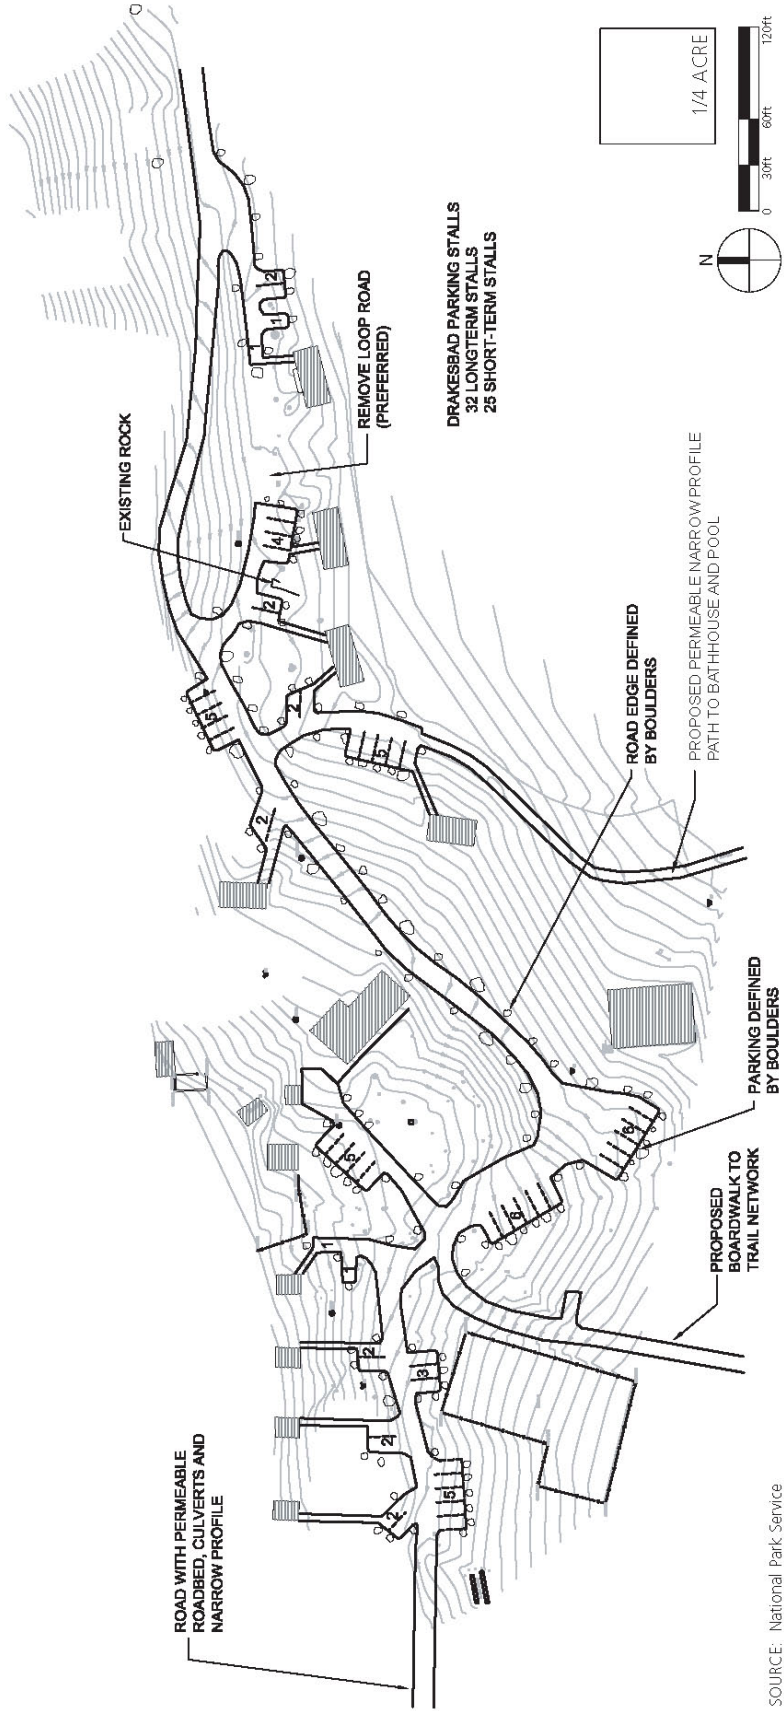 ROAD WITH PERMEABLE
ROADBED, CULVERTS AND
NARROW PROFILE
EXISTING ROCK
REMOVE LOOP ROAD
(PREFERRED)
DRAKESBAD PARKING STALLS
32 LONGTERM STALLS
25 SHORT-TERM STALLS
2
5
2
3
2
1
1
5
6
6
2
5
5
2
2
4
1
1
2
ROAD EDGE DEFINED
BY BOULDERS
PROPOSED PERMEABLE NARROW PROFILE
PATH TO BATHHOUSE AND POOL
PARKING DEFINED
BY BOULDERS
PROPOSED
BOARDWALK TO
TRAIL NETWORK
1/4 ACRE
N
0 30ft 60ft 120ft
SOURCE: National Park Service